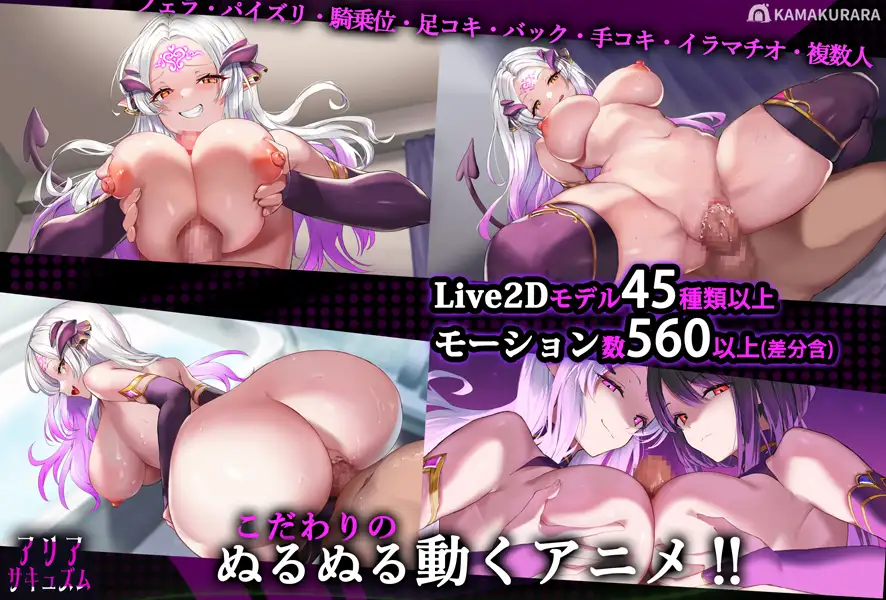 フェラ・パイズリ・騎乗位・足コキ・バック・手コキ・イラマチオ・複数人
KAMAKURARA
Live2Dモデル45種類以上
モーション数560以上(差分含)
こだわりの
ぬるぬる動くアニメ!!
アリア
サキュズム